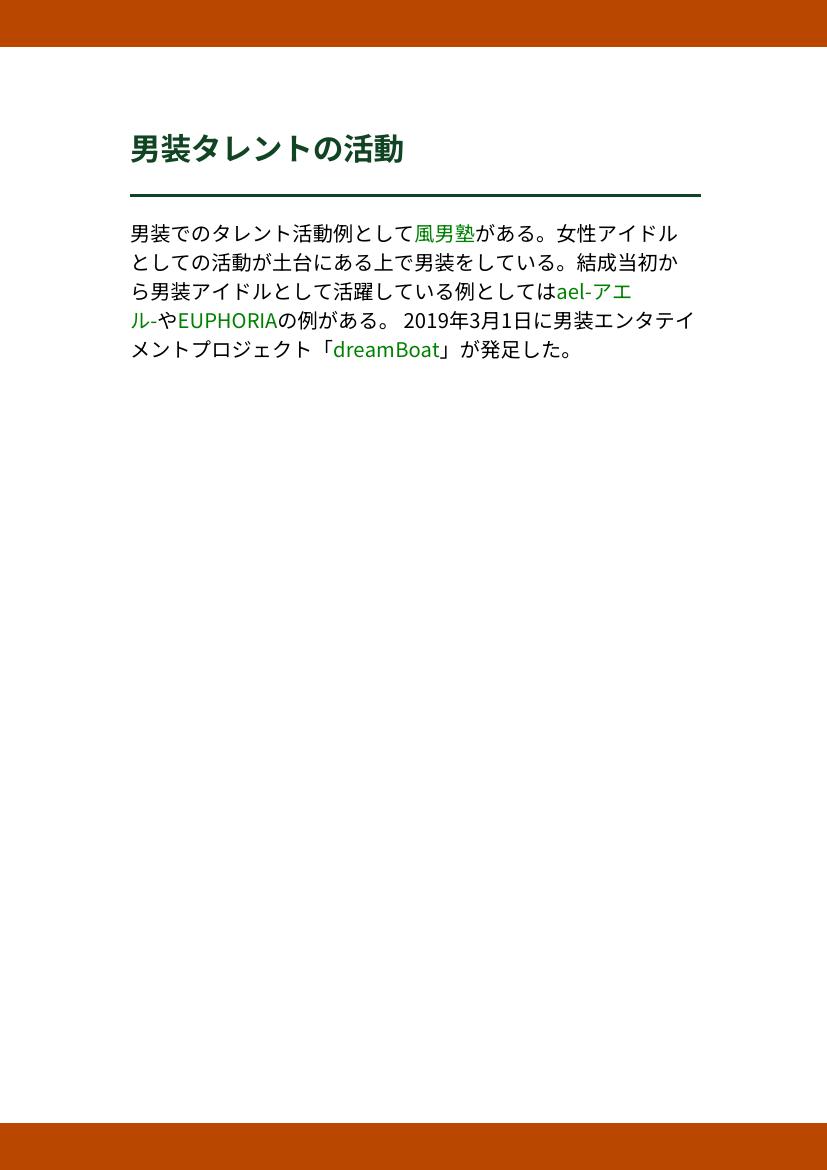 男装タレントの活動
男装でのタレント活動例として風男塾がある。女性アイドル
としての活動が土台にある上で男装をしている。結成当初か
ら男装アイドルとして活躍している例としてはael-アエ
ル-やEUPHORIAの例がある。 2019年3月1日に男装エンタテイ
メントプロジェクト「dreamBoat」が発足した。